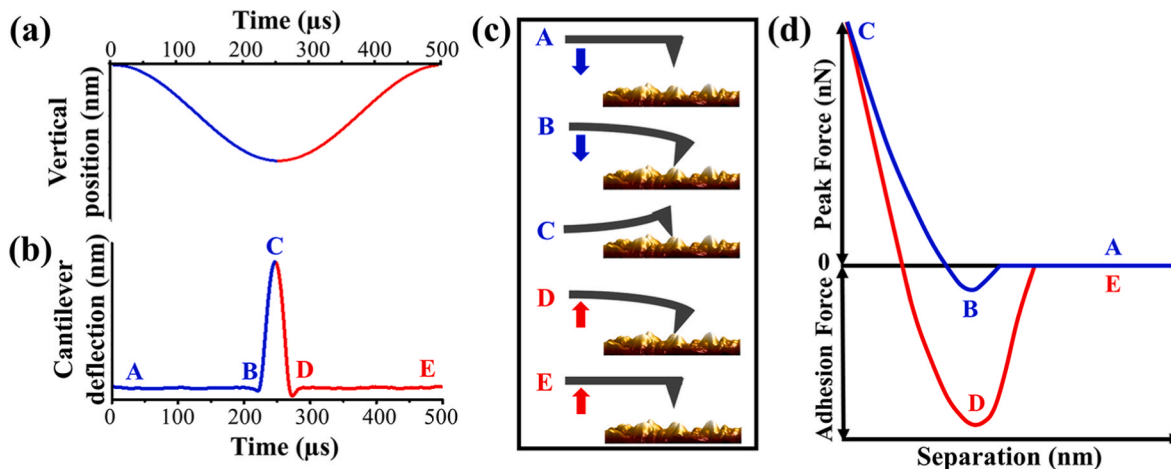 (a)
Time (µs)
0 100 200 300 400 500
Vertical
position (nm)
(b)
Cantilever
deflection (nm)
A B C D E
0 100 200 300 400 500
Time (µs)
(c)
A
B
C
D
E
(d)
C
Peak Force (nN)
0
A
E
B
D
Adhesion Force
Separation (nm)